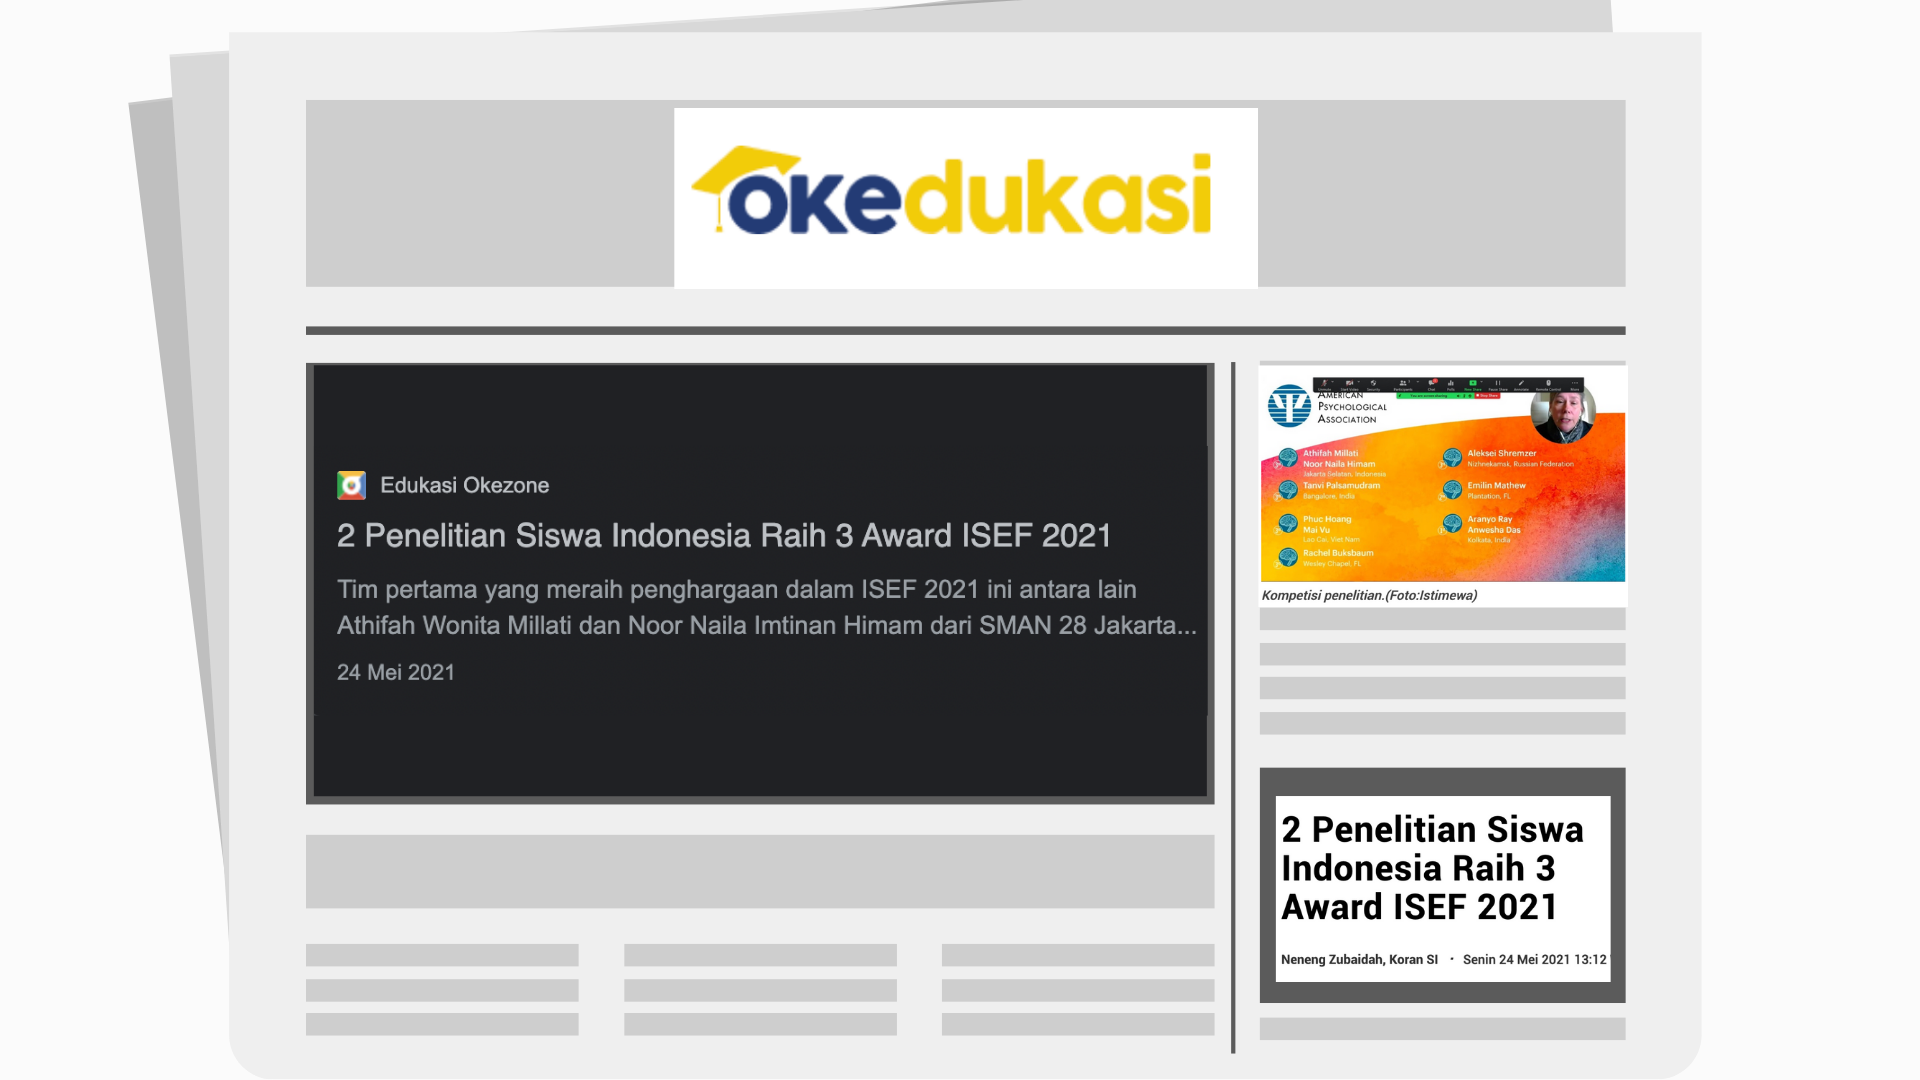 okedukasi
Edukasi Okezone
2 Penelitian Siswa Indonesia Raih 3 Award ISEF 2021
Tim pertama yang meraih penghargaan dalam ISEF 2021 ini antara lain
Athifah Wonita Millati dan Noor Naila Imtinan Himam dari SMAN 28 Jakarta...
24 Mei 2021
AMERICAN
PSYCHOLOGICAL
ASSOCIATION
Athifah Millati
Noor Naila Himam
Jakarta Selatan, Indonesia
Tanvi Palsamudram
Bangalore, India
Phuc Hoang
Mai Vu
Lao Cai, Viet Nam
Rachel Buksbaum
Wesley Chapel, FL
Aleksei Shremzer
Nizhnekamsk, Russian Federation
Emilin Mathew
Plantation, FL
Aranyo Ray
Anwesha Das
Kolkata, India
Kompetisi penelitian.(Foto:Istimewa)
2 Penelitian Siswa
Indonesia Raih 3
Award ISEF 2021
Neneng Zubaidah, Koran SI · Senin 24 Mei 2021 13:12